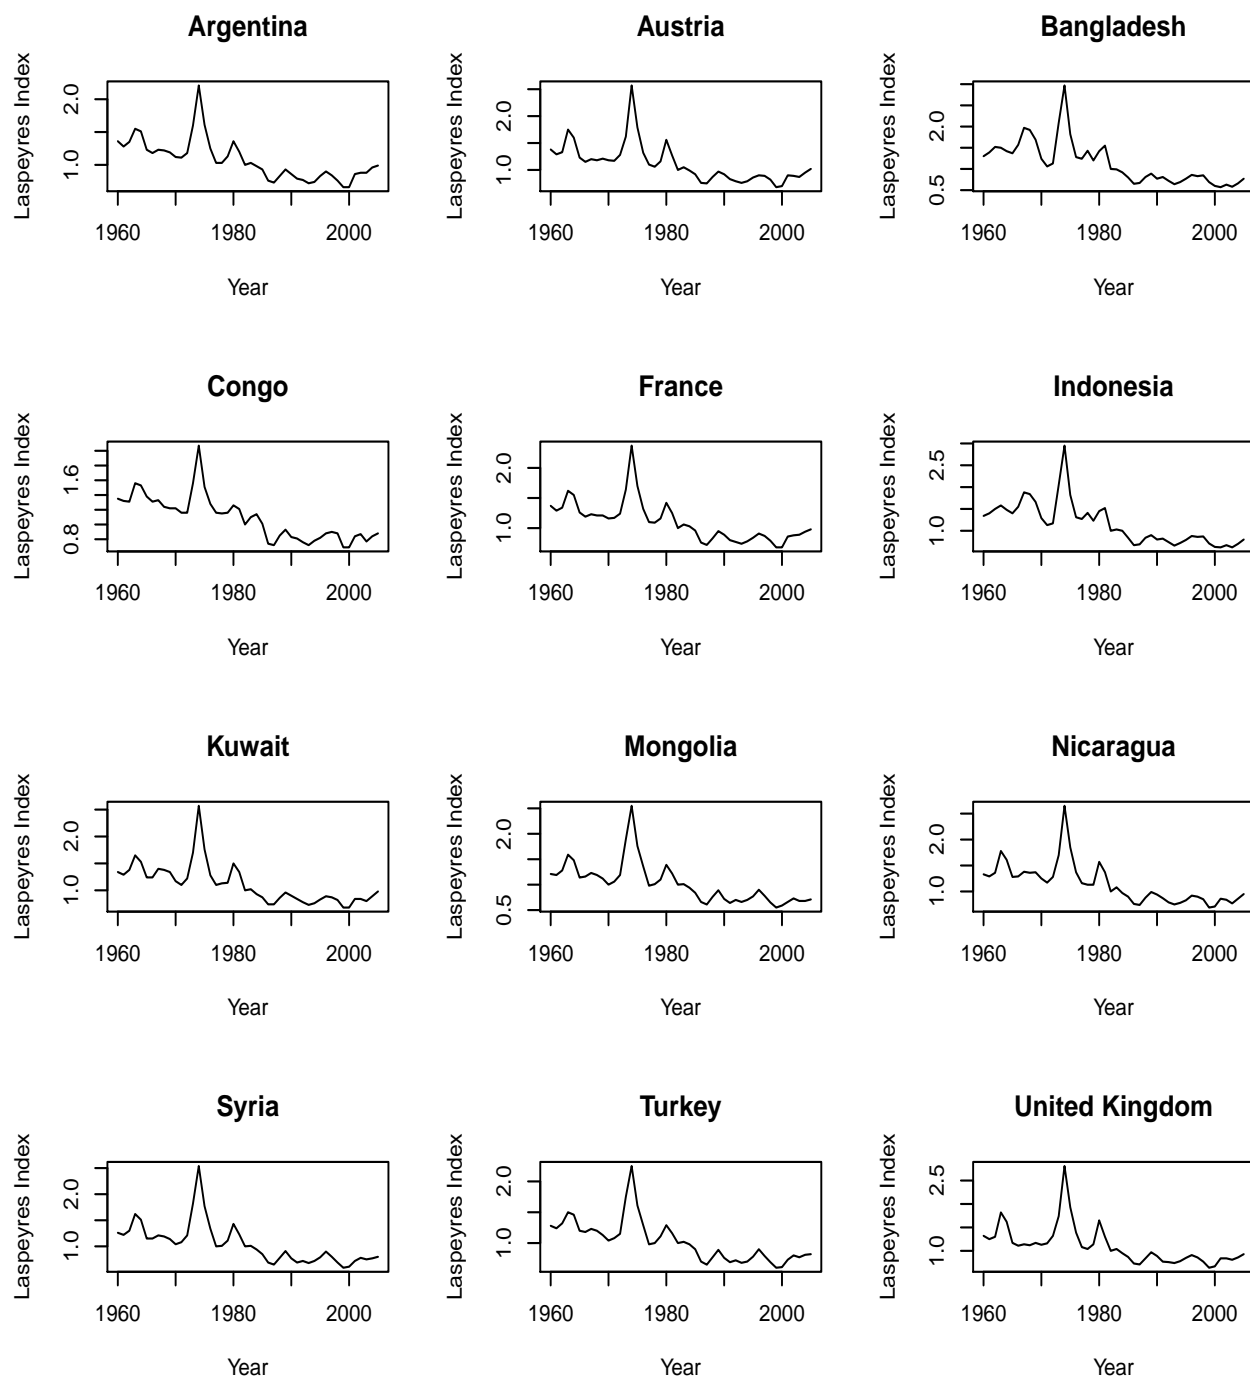 Argentina
Laspeyres Index
1.0 2.0
1960 1980 2000
Year
Austria
Laspeyres Index
1.0 2.0
1960 1980 2000
Year
Bangladesh
Laspeyres Index
0.5 2.0
1960 1980 2000
Year
Congo
Laspeyres Index
0.8 1.6
1960 1980 2000
Year
France
Laspeyres Index
1.0 2.0
1960 1980 2000
Year
Indonesia
Laspeyres Index
1.0 2.5
1960 1980 2000
Year
Kuwait
Laspeyres Index
1.0 2.0
1960 1980 2000
Year
Mongolia
Laspeyres Index
0.5 2.0
1960 1980 2000
Year
Nicaragua
Laspeyres Index
1.0 2.0
1960 1980 2000
Year
Syria
Laspeyres Index
1.0 2.0
1960 1980 2000
Year
Turkey
Laspeyres Index
1.0 2.0
1960 1980 2000
Year
United Kingdom
Laspeyres Index
1.0 2.5
1960 1980 2000
Year